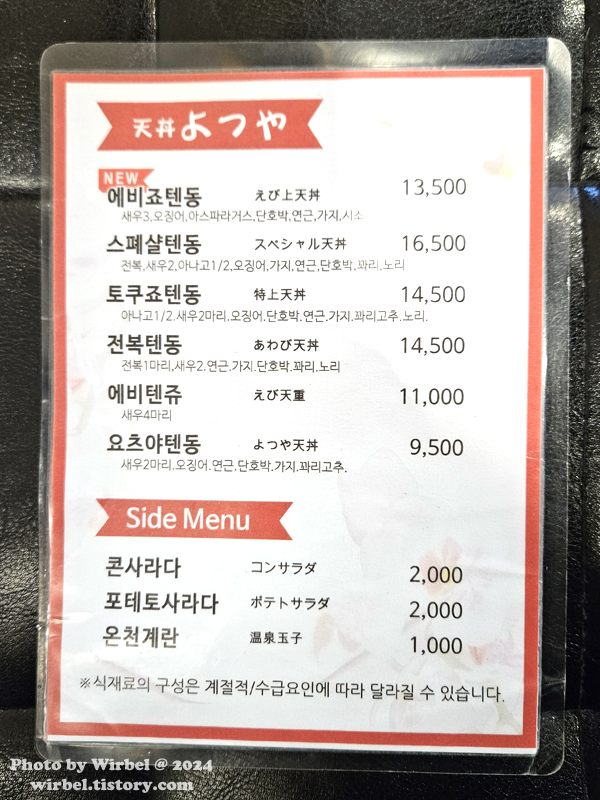 天丼 よつや
NEW
에비죠텐동 えび上天丼 13,500
새우3.오징어,아스파라거스,단호박,연근,가지,시소
스폐샬텐동 スペシャル天丼 16,500
전복,새우2,아나고1/2,오징어,가지,연근,단호박,꽈리,노리
토쿠죠텐동 特上天丼 14,500
아나고1/2.새우2마리.오징어.단호박.연근.가지.꽈리고추.노리.
전복텐동 あわび天丼 14,500
전복1마리,새우2.연근.가지.단호박.꽈리,노리
에비텐쥬 えび天重 11,000
새우4마리
요츠야텐동 よつや天丼 9,500
새우2마리.오징어.연근.단호박.가지.꽈리고추.
Side Menu
콘사라다 コンサラダ 2,000
포테토사라다 ポテトサラダ 2,000
온천계란 温泉玉子 1,000
※식재료의 구성은 계절적/수급요인에 따라 달라질 수 있습니다.
Photo by Wirbel @ 2024
wirbel.tistory.com